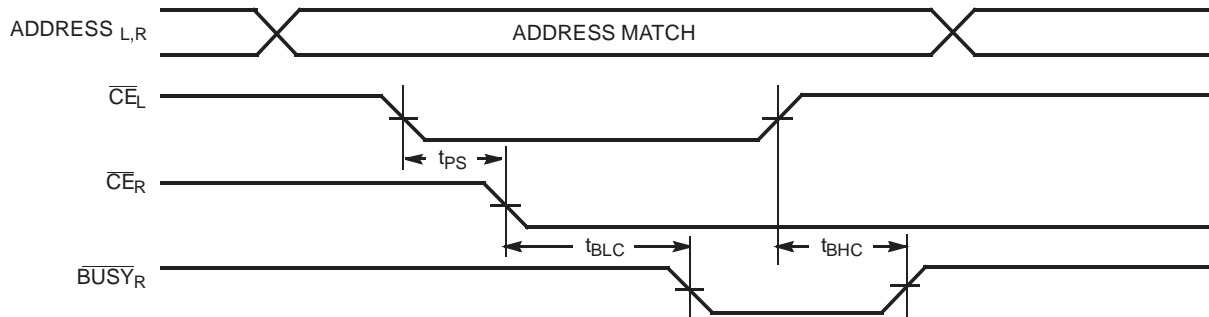 ADDRESS L,R
ADDRESS MATCH
CEL
tPS
CER
tBLC
tBHC
BUSYR